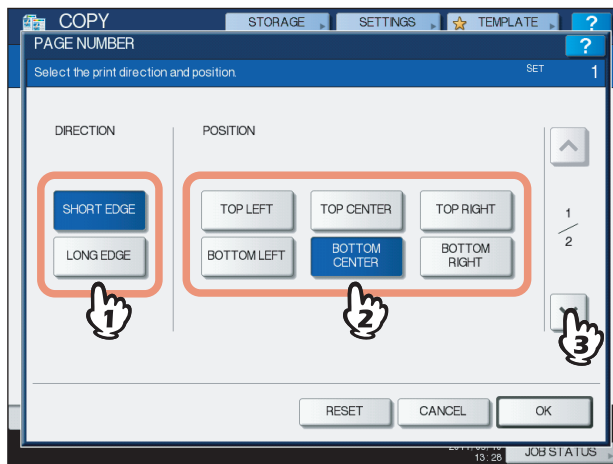 COPY
STORAGE
SETTINGS
TEMPLATE
?
PAGE NUMBER
?
Select the print direction and position.
SET 1
DIRECTION
POSITION
SHORT EDGE
LONG EDGE
TOP LEFT
TOP CENTER
TOP RIGHT
BOTTOM LEFT
BOTTOM
CENTER
BOTTOM
RIGHT
1
2
1
2
3
RESET
CANCEL
OK
13:28
JOB STATUS